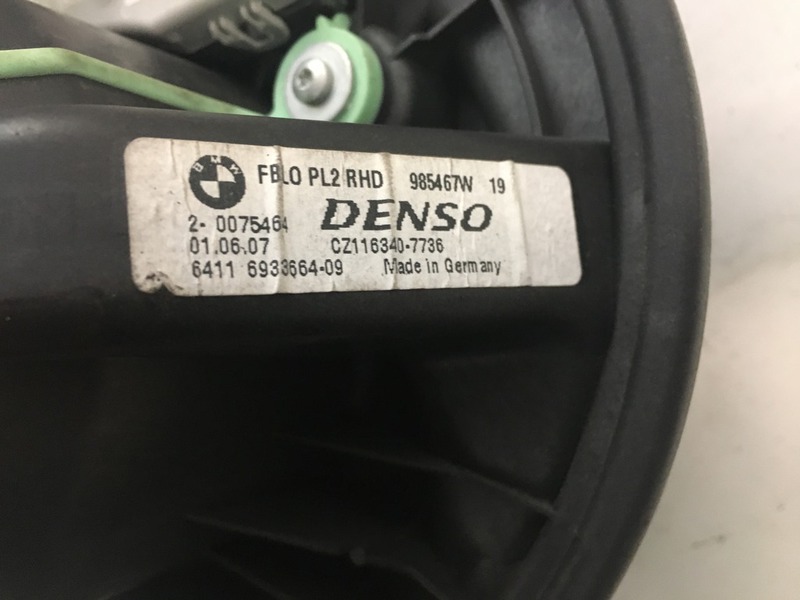 BMW FBLO PL2 RHD 985467W 19
2- 0075464 DENSO
01.06.07 CZ116340-7736
6411 6933664-09 Made in Germany